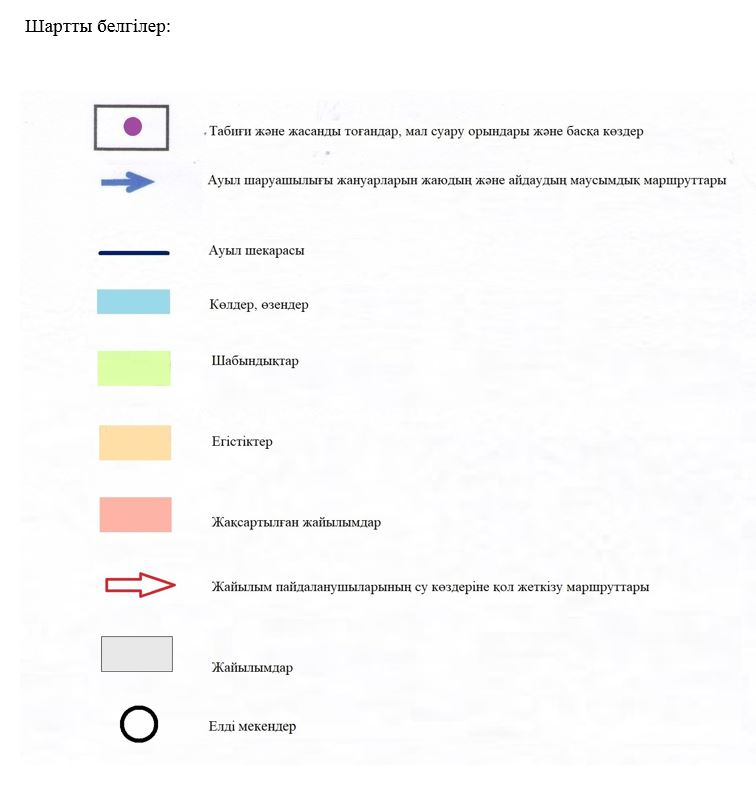 Шартты белгілер:
Табиғи және жасанды тоғандар, мал суару орындары және басқа көздер
Ауыл шаруашылығы жануарларын жаюдың және айдаудың маусымдық маршруттары
Ауыл шекарасы
Көлдер, өзендер
Шабындықтар
Егістіктер
Жақсартылған жайылымдар
Жайылым пайдаланушыларының су көздеріне қол жеткізу маршруттары
Жайылымдар
Елді мекендер